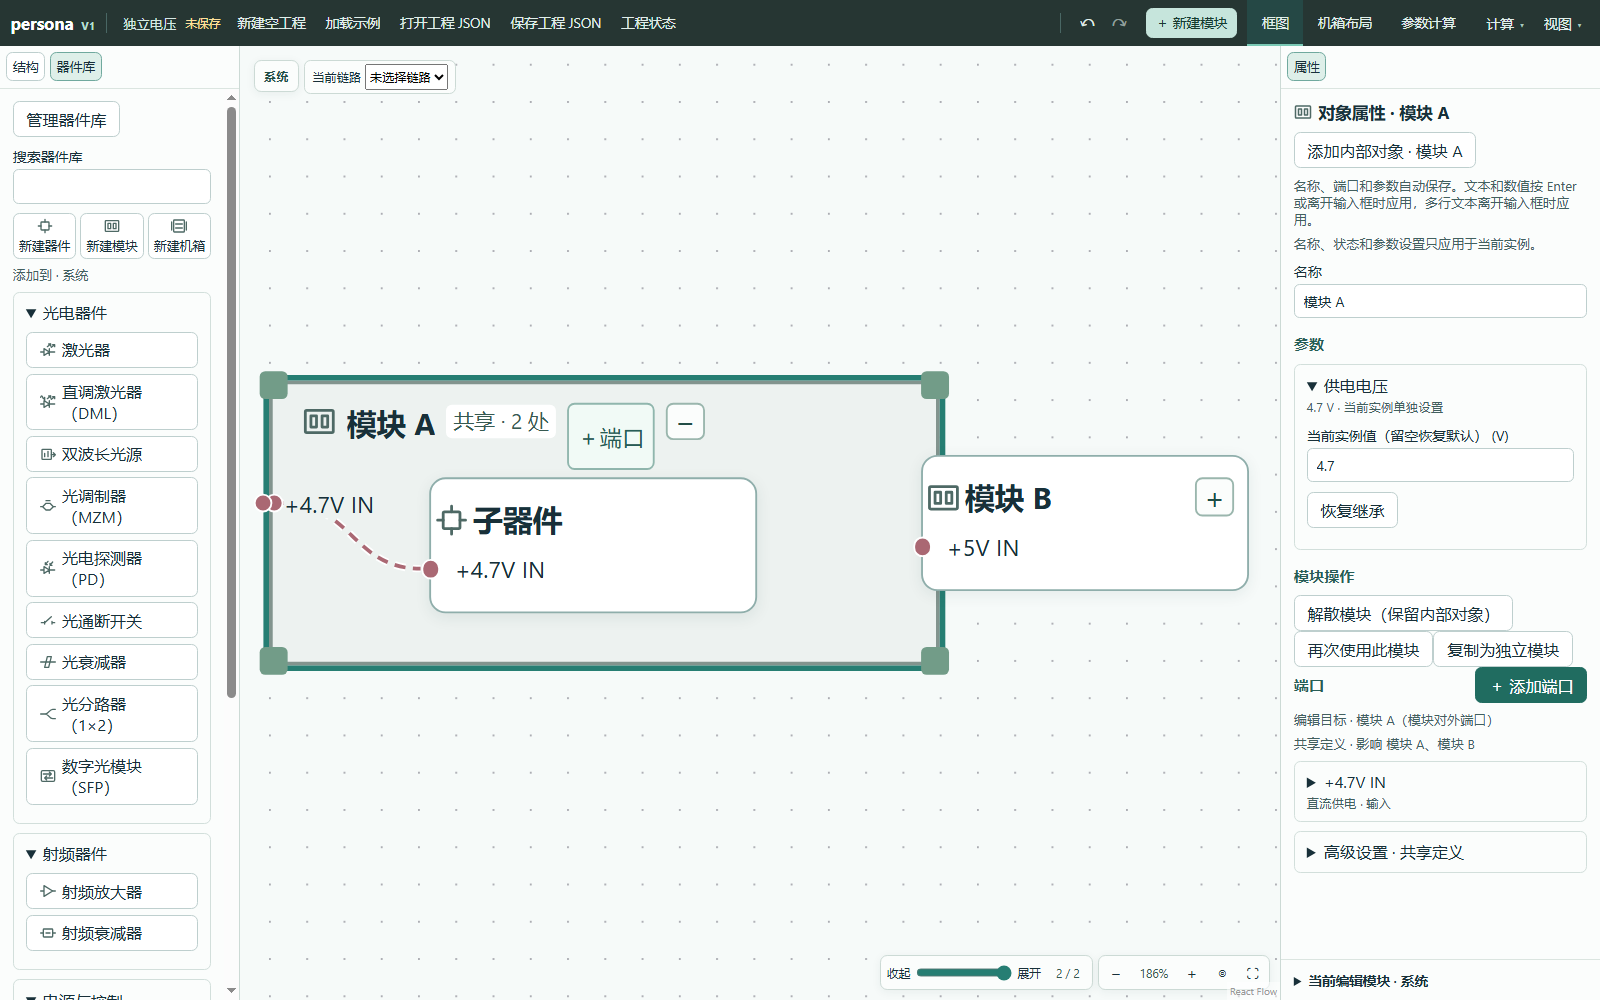 persona V1
独立电压 未保存 新建空工程 加载示例 打开工程 JSON 保存工程 JSON 工程状态
+ 新建模块 框图 机箱布局 参数计算 计算 视图
结构 器件库
管理器件库
搜索器件库
新建器件 新建模块 新建机箱
添加到 · 系统
▼ 光电器件
激光器
直调激光器
（DML）
双波长光源
光调制器
（MZM）
光电探测器
（PD）
光通断开关
光衰减器
光分路器
（1×2）
数字光模块
（SFP）
▼ 射频器件
射频放大器
射频衰减器
▼ 电源与控制
系统 当前链路 未选择链路
模块 A 共享 · 2 处 + 端口 −
+4.7V IN
子器件
+4.7V IN
模块 B +
+5V IN
收起 展开 2 / 2
− 186% +
React Flow
属性
对象属性 · 模块 A
添加内部对象 · 模块 A
名称、端口和参数自动保存。文本和数值按 Enter
或离开输入框时应用，多行文本离开输入框时应
用。
名称、状态和参数设置只应用于当前实例。
名称
模块 A
参数
▼ 供电电压
4.7 V · 当前实例单独设置
当前实例值（留空恢复默认） (V)
4.7
恢复继承
模块操作
解散模块（保留内部对象）
再次使用此模块 复制为独立模块
端口 + 添加端口
编辑目标 · 模块 A（模块对外端口）
共享定义 · 影响 模块 A、模块 B
▶ +4.7V IN
直流供电 · 输入
▶ 高级设置 · 共享定义
▶ 当前编辑模块 · 系统